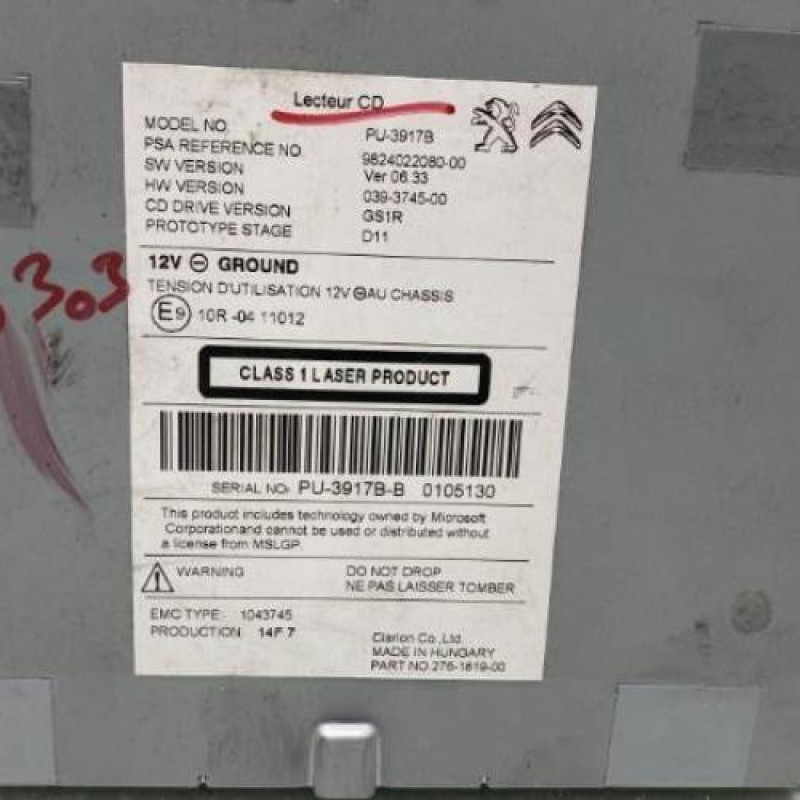 Lecteur CD
MODEL NO. PU-3917B
PSA REFERENCE NO 9824022080-00
SW VERSION Ver 06.33
HW VERSION 039-3745-00
CD DRIVE VERSION GS1R
PROTOTYPE STAGE D11
303
12V ⊖ GROUND
TENSION D'UTILISATION 12V ⊖AU CHASSIS
E9 10R -04 11012
CLASS 1 LASER PRODUCT
SERIAL NO: PU-3917B-B 0105130
This product includes technology owned by Microsoft
Corporationand cannot be used or distributed without
a license from MSLGP.
WARNING DO NOT DROP
NE PAS LAISSER TOMBER
EMC TYPE: 1043745
PRODUCTION 14F 7
Clarion Co.,Ltd.
MADE IN HUNGARY
PART NO 276-1819-00